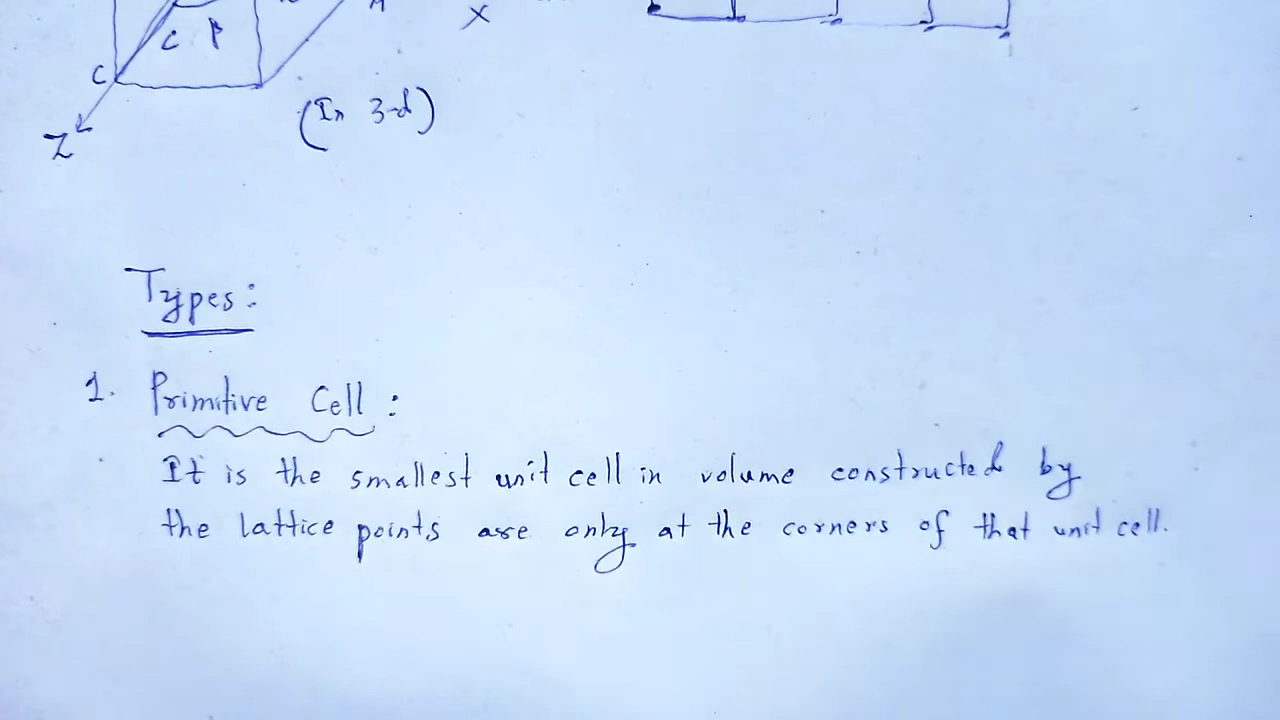 C
C
X
Z
(In 3-d)
Types:
1. Primitive Cell:
It is the smallest unit cell in volume constructed by
the lattice points are only at the corners of that unit cell.